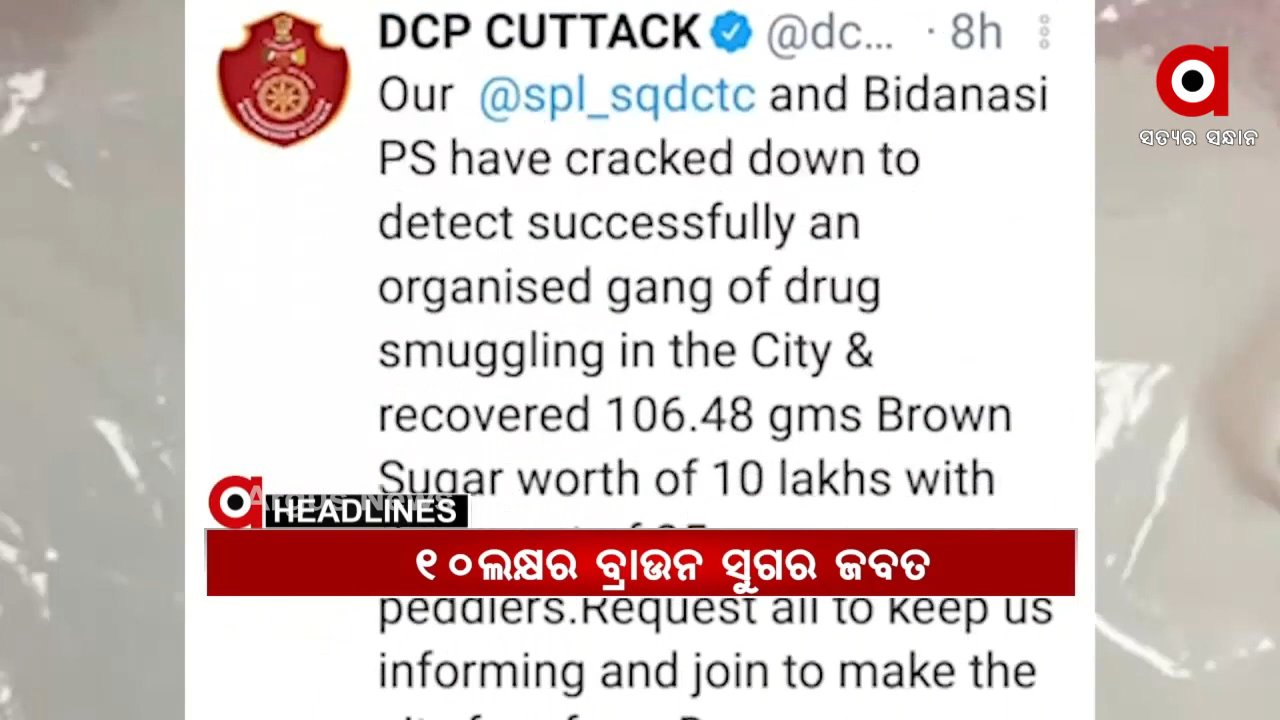 DCP CUTTACK @dc... · 8h
Our @spl_sqdctc and Bidanasi
PS have cracked down to
detect successfully an
organised gang of drug
smuggling in the City &
recovered 106.48 gms Brown
Sugar worth of 10 lakhs with
peddlers.Request all to keep us
informing and join to make the
ସତ୍ୟର ସନ୍ଧାନ
Argus News
HEADLINES
୧୦ଲକ୍ଷର ବ୍ରାଉନ ସୁଗର ଜବତ